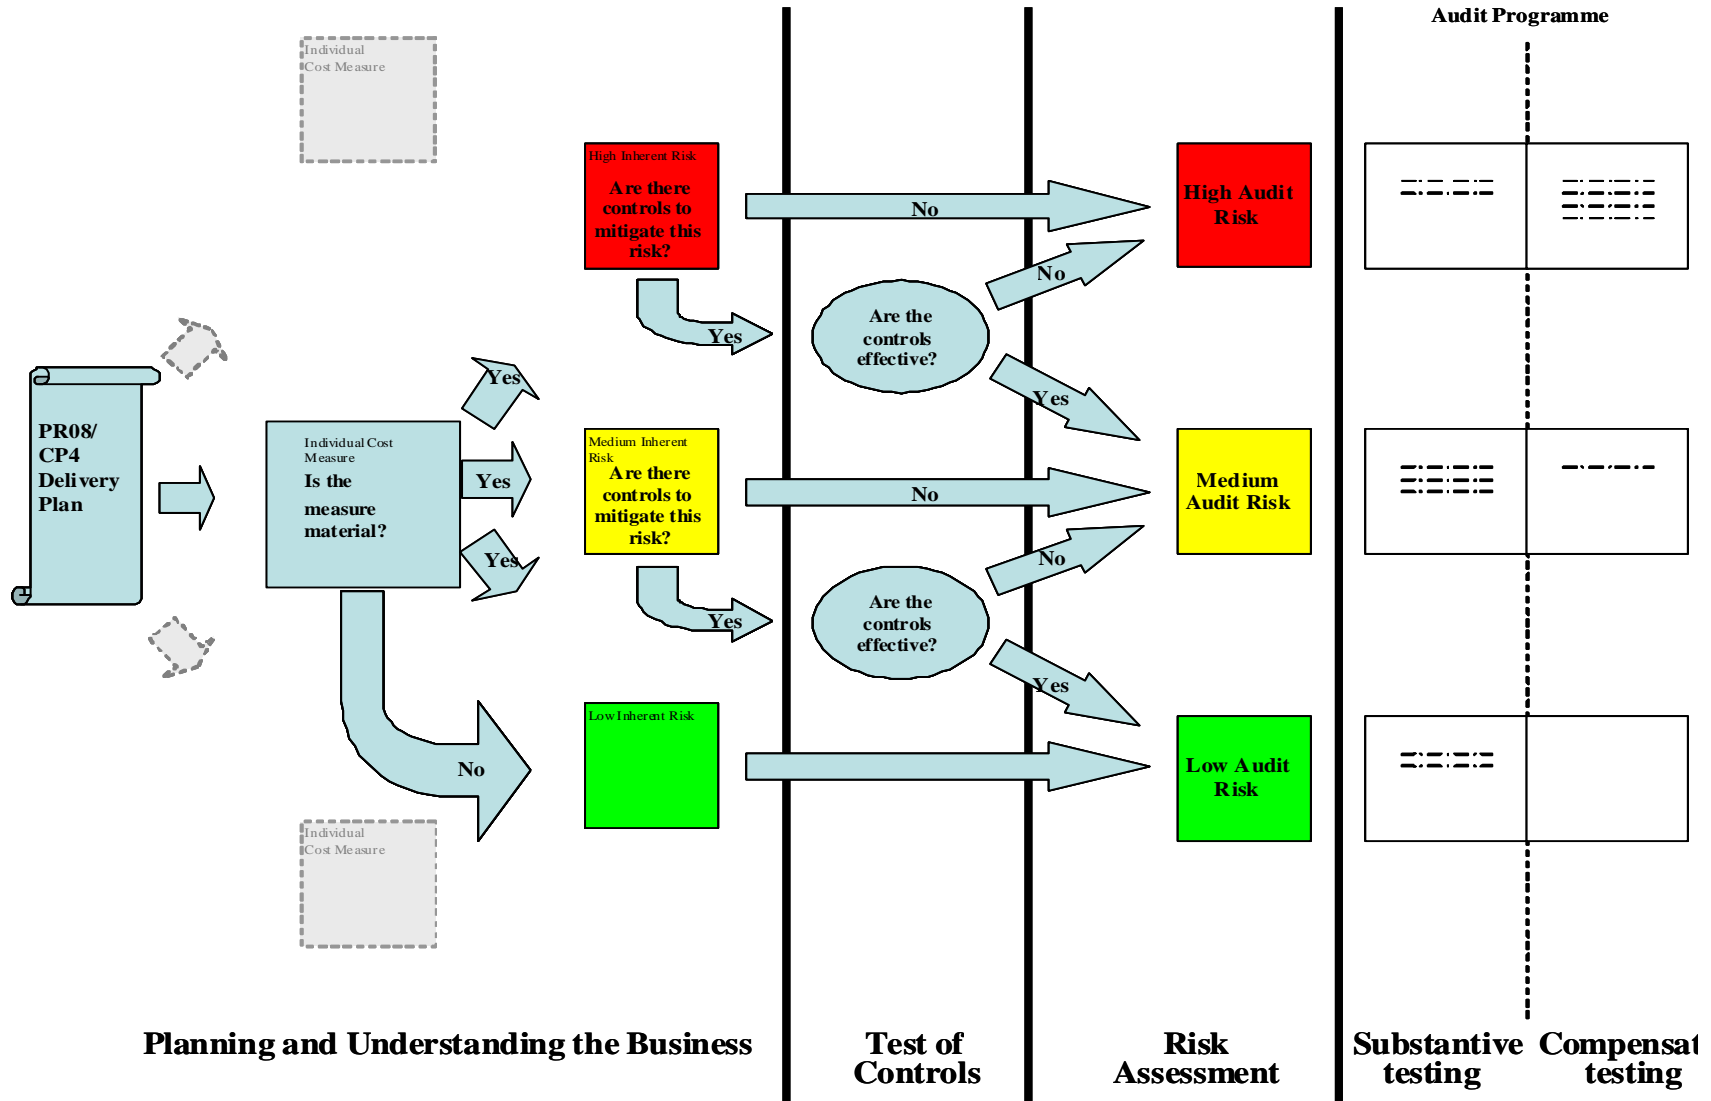 Audit Programme
Individual
Cost Measure
High Inherent Risk
Are there
controls to
mitigate this
risk?
No
High Audit
Risk
No
Yes
Are the
controls
effective?
Yes
Yes
PR08/
CP4
Delivery
Plan
Individual Cost
Measure
Is the
measure
material?
Yes
Yes
Medium Inherent
Risk
Are there
controls to
mitigate this
risk?
No
Medium
Audit Risk
No
Yes
Are the
controls
effective?
Yes
Low Inherent Risk
No
Low Audit
Risk
Individual
Cost Measure
Planning and Understanding the Business
Test of
Controls
Risk
Assessment
Substantive
testing
Compensat
testing